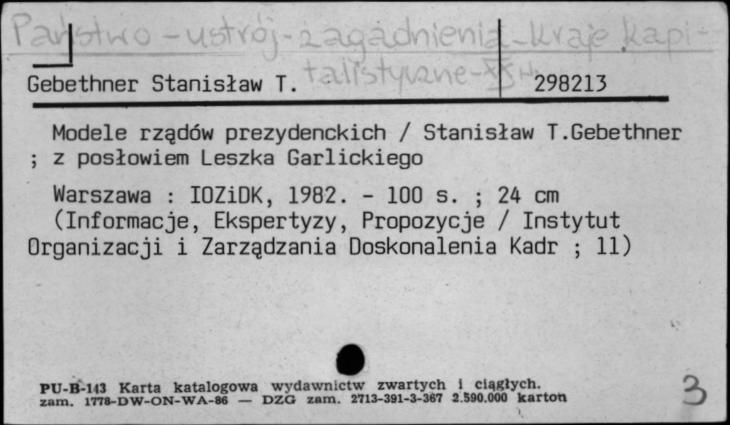 Państwo - ustrój - zagadnienia - kraje kapi-
talistyczne - XX w.
Gebethner Stanisław T. 298213
Modele rządów prezydenckich / Stanisław T.Gebethner
; z posłowiem Leszka Garlickiego
Warszawa : IOZiDK, 1982. - 100 s. ; 24 cm
(Informacje, Ekspertyzy, Propozycje / Instytut
Organizacji i Zarządzania Doskonalenia Kadr ; 11)
PU-B-143 Karta katalogowa wydawnictw zwartych i ciągłych.
zam. 1778-DW-ON-WA-86 — DZG zam. 2713-391-3-367 2.590.000 karton
3